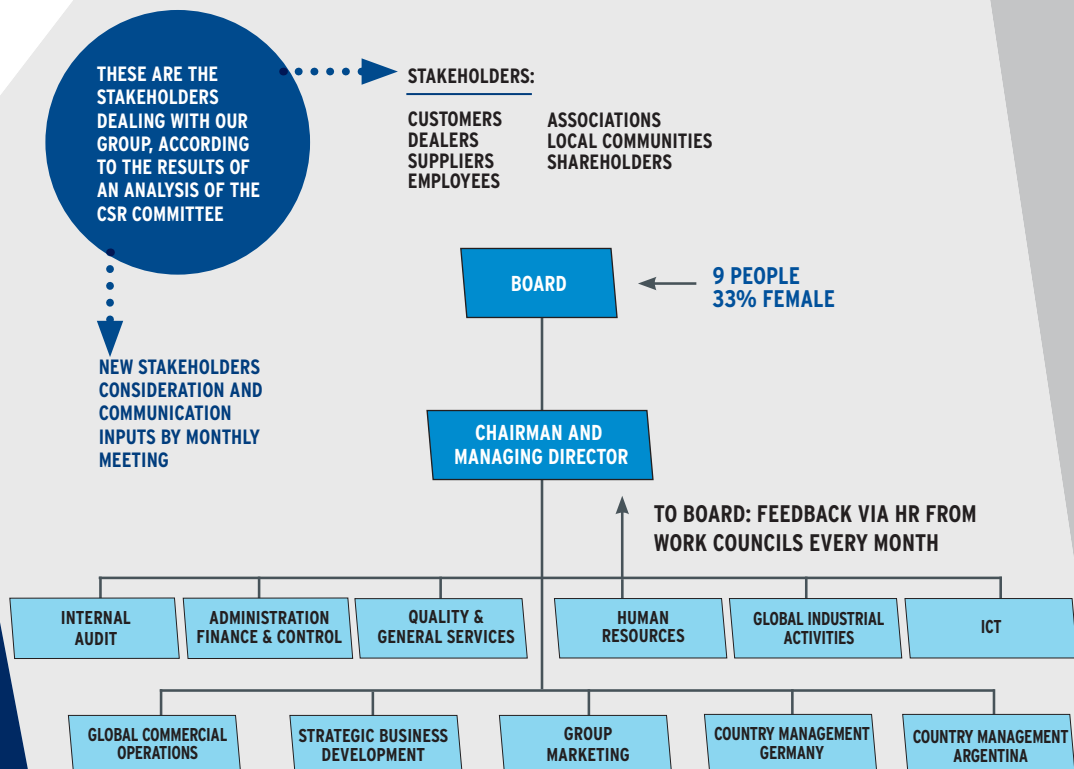 THESE ARE THE
STAKEHOLDERS
DEALING WITH OUR
GROUP, ACCORDING
TO THE RESULTS OF
AN ANALYSIS OF THE
CSR COMMITTEE
STAKEHOLDERS:
CUSTOMERS
DEALERS
SUPPLIERS
EMPLOYEES
ASSOCIATIONS
LOCAL COMMUNITIES
SHAREHOLDERS
NEW STAKEHOLDERS
CONSIDERATION AND
COMMUNICATION
INPUTS BY MONTHLY
MEETING
BOARD
9 PEOPLE
33% FEMALE
CHAIRMAN AND
MANAGING DIRECTOR
TO BOARD: FEEDBACK VIA HR FROM
WORK COUNCILS EVERY MONTH
INTERNAL
AUDIT
ADMINISTRATION
FINANCE & CONTROL
QUALITY &
GENERAL SERVICES
HUMAN
RESOURCES
GLOBAL INDUSTRIAL
ACTIVITIES
ICT
GLOBAL COMMERCIAL
OPERATIONS
STRATEGIC BUSINESS
DEVELOPMENT
GROUP
MARKETING
COUNTRY MANAGEMENT
GERMANY
COUNTRY MANAGEMENT
ARGENTINA